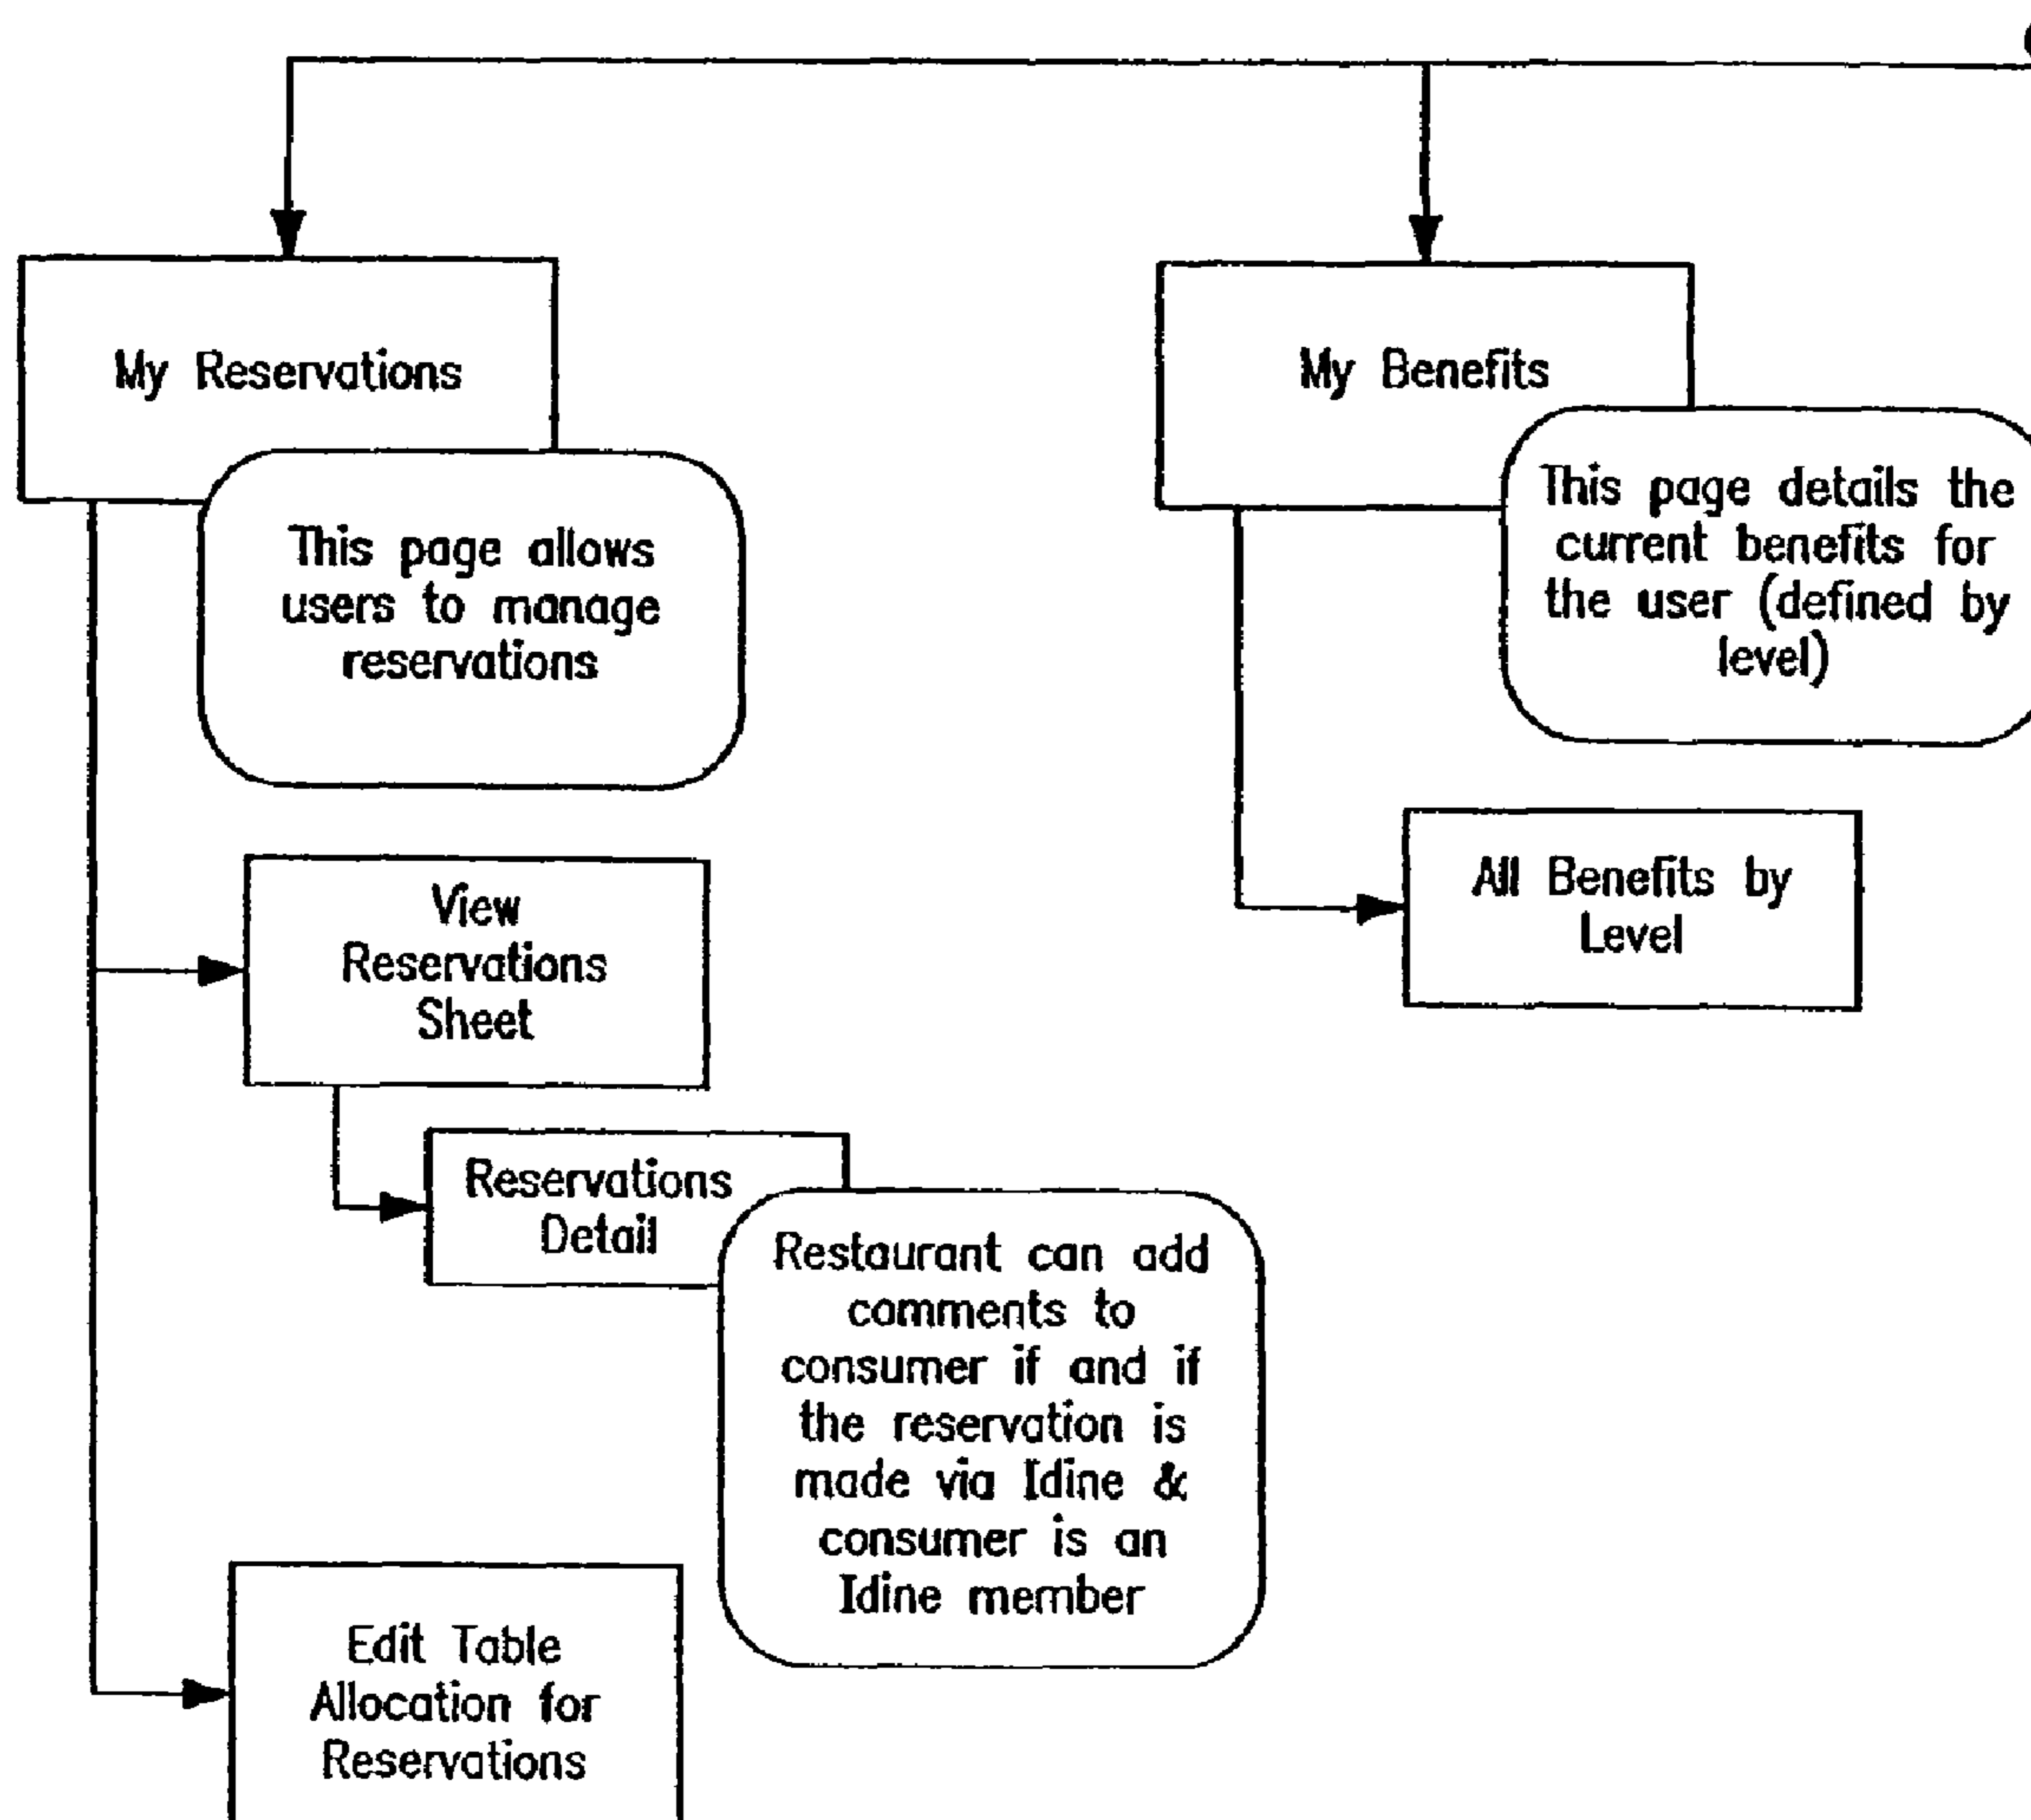 My Reservations
This page allows
users to manage
reservations
My Benefits
This page details the
current benefits for
the user (defined by
level)
All Benefits by
Level
View
Reservations
Sheet
Reservations
Detail
Restaurant can add
comments to
consumer if and if
the reservation is
made via Idine &
consumer is an
Idine member
Edit Table
Allocation for
Reservations